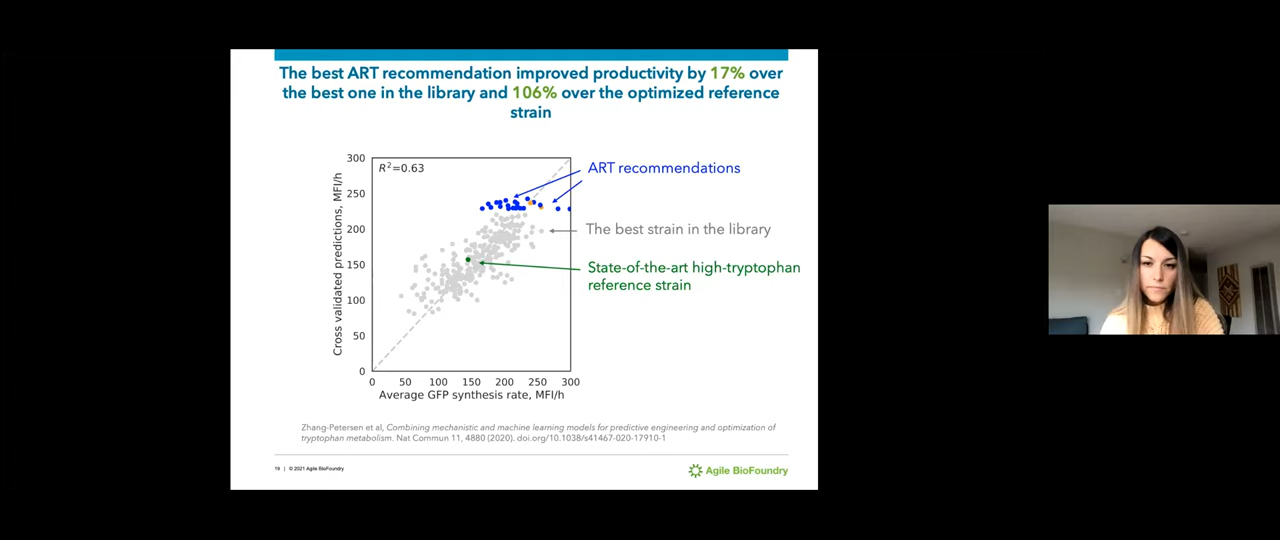 The best ART recommendation improved productivity by 17% over
the best one in the library and 106% over the optimized reference
strain
R²=0.63
300
250
200
150
100
50
0
Cross validated predictions, MFI/h
0 50 100 150 200 250 300
Average GFP synthesis rate, MFI/h
ART recommendations
The best strain in the library
State-of-the-art high-tryptophan
reference strain
Zhang-Petersen et al, Combining mechanistic and machine learning models for predictive engineering and optimization of
tryptophan metabolism. Nat Commun 11, 4880 (2020). doi.org/10.1038/s41467-020-17910-1
19 | © 2021 Agile BioFoundry
Agile BioFoundry